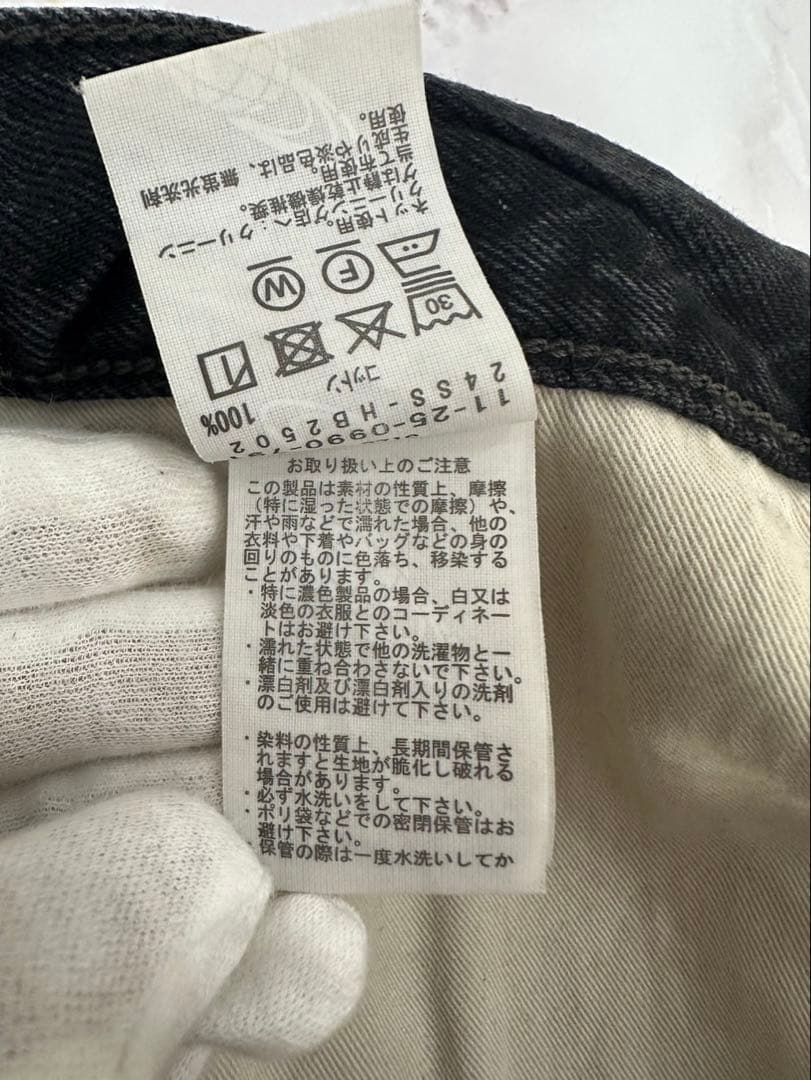 24SS-HB2502
コットン 100%
30
F
W
ネット使用。
クリーニング店へ：クリーニン
グは静止乾燥機推奨。
当て布使用。
生成りや淡色品は、無蛍光洗剤
使用。
お取り扱い上のご注意
この製品は素材の性質上、摩擦
（特に湿った状態での摩擦）や、
汗や雨などで濡れた場合、他の
衣料や下着やバッグなどの身の
回りのものに色落ち、移染する
ことがあります。
・特に濃色製品の場合、白又は
淡色の衣服とのコーディネー
トはお避け下さい。
・濡れた状態で他の洗濯物と一
緒に重ね合わさないで下さい。
・漂白剤及び漂白剤入りの洗剤
のご使用は避けて下さい。
・染料の性質上、長期間保管さ
れますと生地が脆化し破れる
場合があります。
・必ず水洗いをして下さい。
・ポリ袋などでの密閉保管はお
避け下さい。
・保管の際は一度水洗いしてか